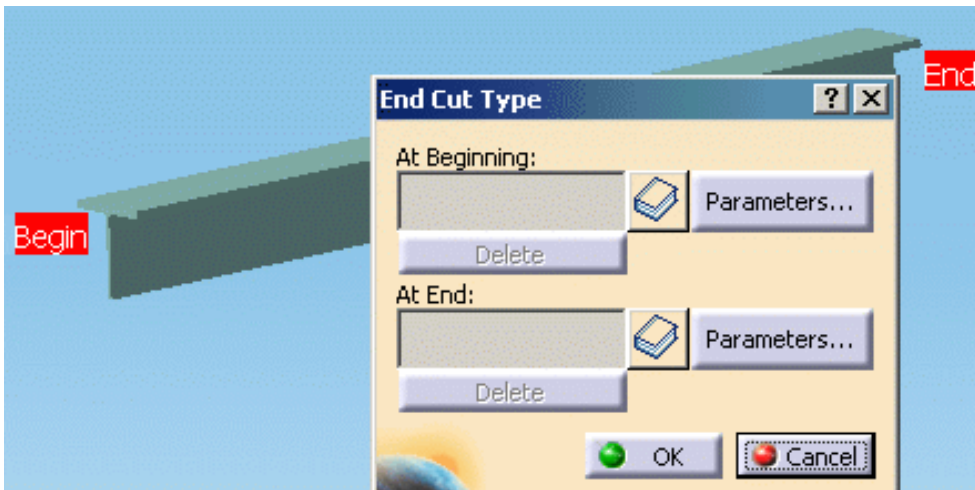 End
End Cut Type
At Beginning:
Parameters...
Begin
Delete
At End:
Parameters...
Delete
OK Cancel